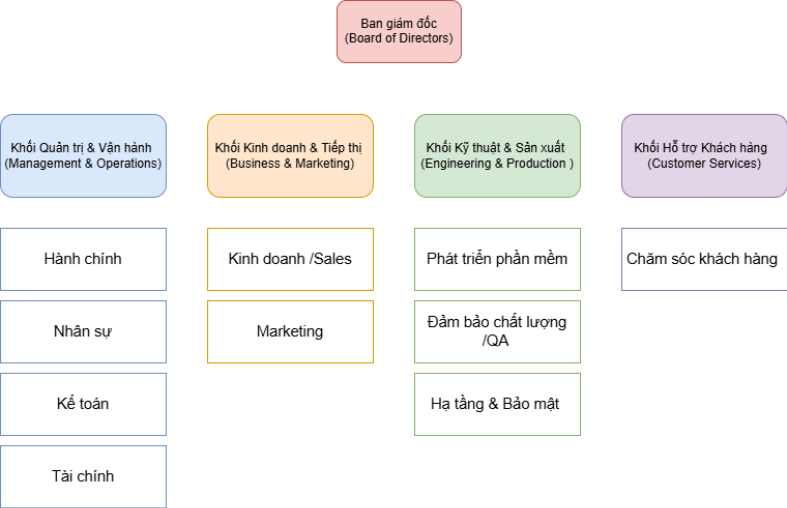 Ban giám đốc
(Board of Directors)
Khối Quản trị & Vận hành
(Management & Operations)
Khối Kinh doanh & Tiếp thị
(Business & Marketing)
Khối Kỹ thuật & Sản xuất
(Engineering & Production )
Khối Hỗ trợ Khách hàng
(Customer Services)
Hành chính
Nhân sự
Kế toán
Tài chính
Kinh doanh /Sales
Marketing
Phát triển phần mềm
Đảm bảo chất lượng
/QA
Hạ tầng & Bảo mật
Chăm sóc khách hàng